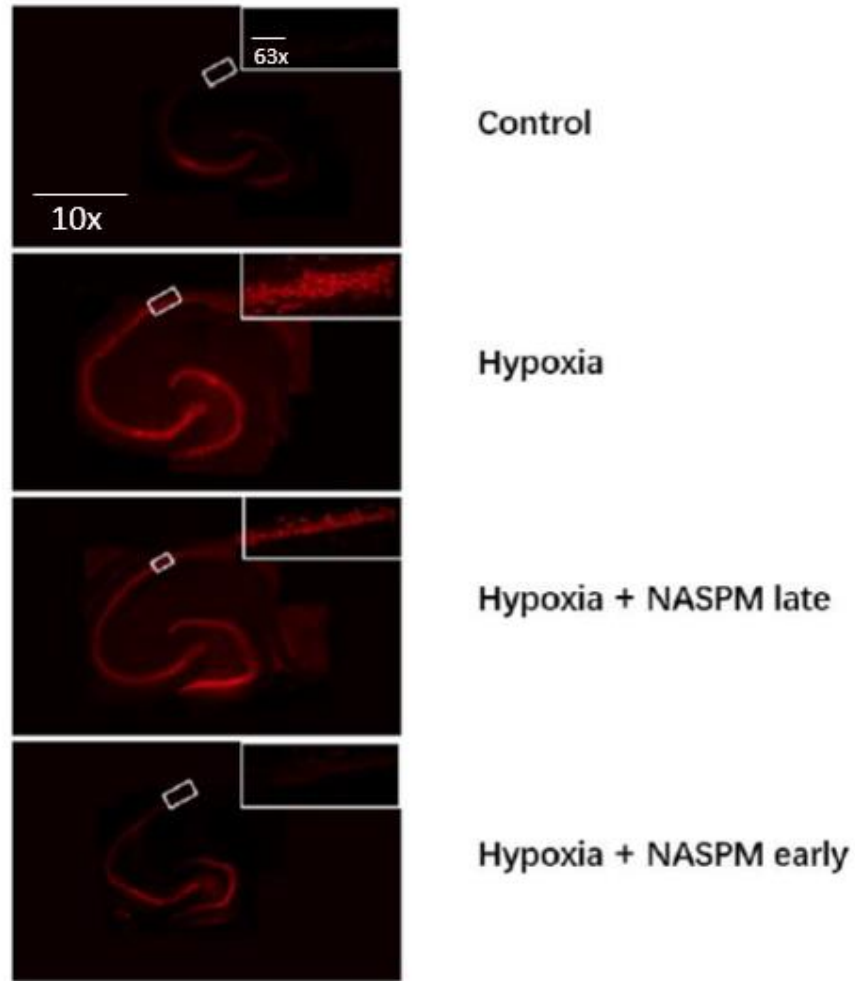 63x
Control
10x
Hypoxia
Hypoxia + NASPM late
Hypoxia + NASPM early